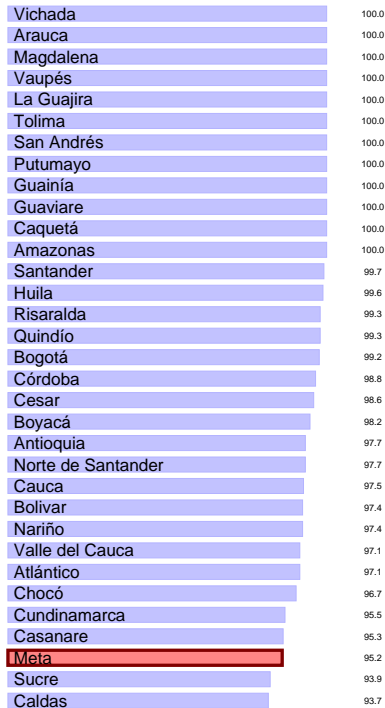 Vichada 100.0
Arauca 100.0
Magdalena 100.0
Vaupés 100.0
La Guajira 100.0
Tolima 100.0
San Andrés 100.0
Putumayo 100.0
Guainía 100.0
Guaviare 100.0
Caquetá 100.0
Amazonas 100.0
Santander 99.7
Huila 99.6
Risaralda 99.3
Quindío 99.3
Bogotá 99.2
Córdoba 98.8
Cesar 98.6
Boyacá 98.2
Antioquia 97.7
Norte de Santander 97.7
Cauca 97.5
Bolivar 97.4
Nariño 97.4
Valle del Cauca 97.1
Atlántico 97.1
Chocó 96.7
Cundinamarca 95.5
Casanare 95.3
Meta 95.2
Sucre 93.9
Caldas 93.7